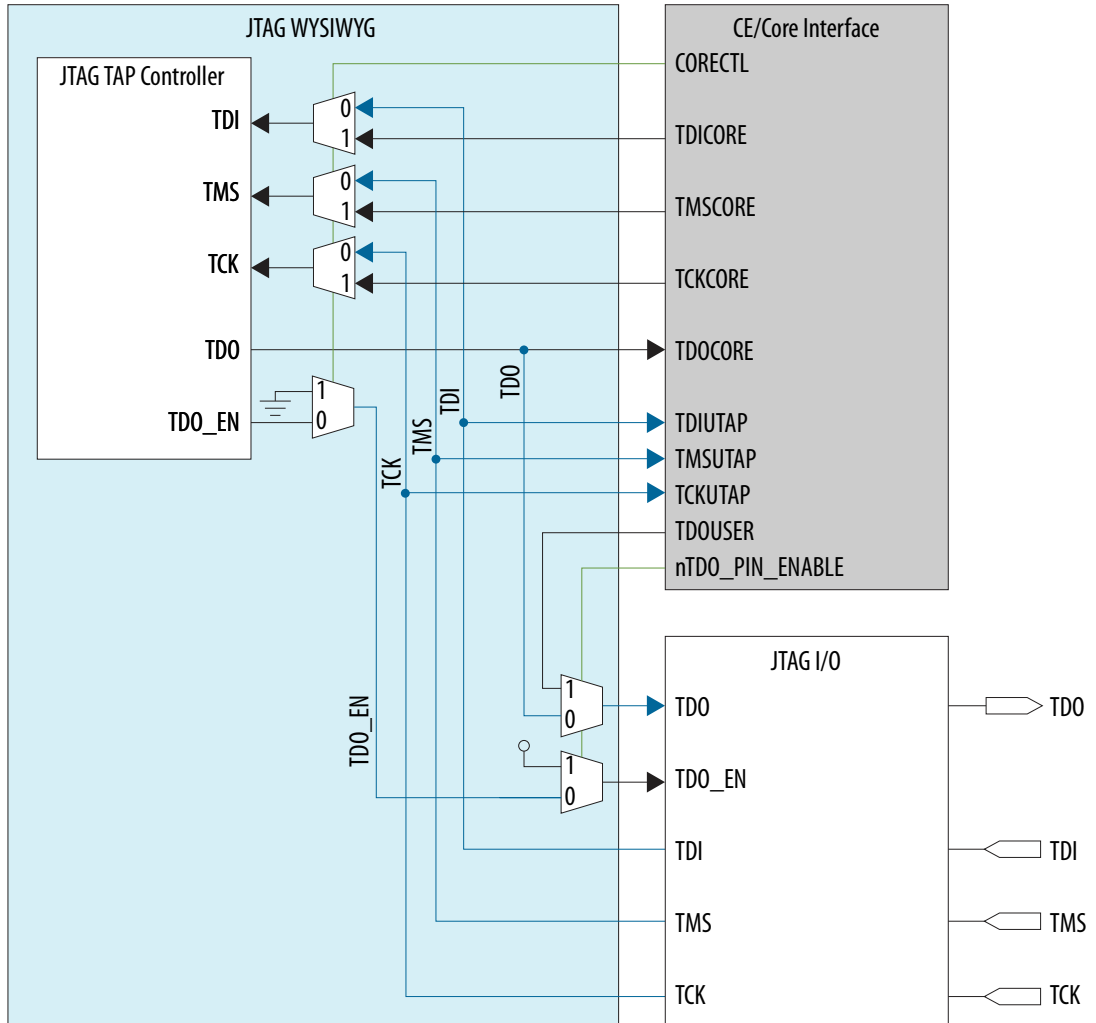 JTAG WYSIWYG
CE/Core Interface
JTAG TAP Controller
CORECTL
TDI
0
1
TDICORE
TMS
0
1
TMSCORE
TCK
0
1
TCKCORE
TDO
TDOCORE
TDO
TDI
TMS
TCK
1
0
TDO_EN
TDIUTAP
TMSUTAP
TCKUTAP
TDOUSER
nTDO_PIN_ENABLE
JTAG I/O
TDO_EN
1
0
TDO
TDO
1
0
TDO_EN
TDI
TDI
TMS
TMS
TCK
TCK